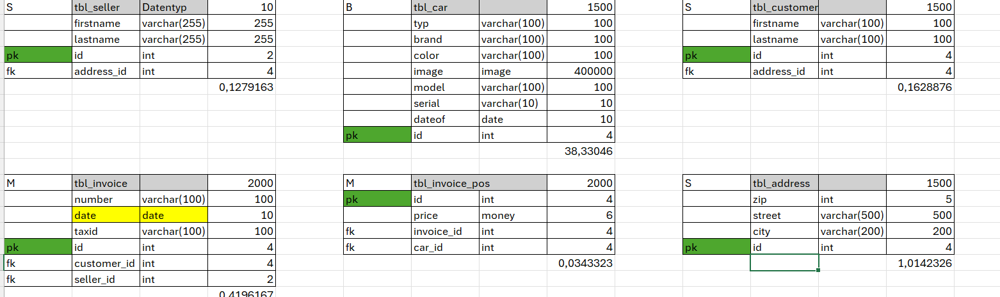 S tbl_seller Datentyp 10
firstname varchar(255) 255
lastname varchar(255) 255
pk id int 2
fk address_id int 4
0,1279163
B tbl_car 1500
typ varchar(100) 100
brand varchar(100) 100
color varchar(100) 100
image image 400000
model varchar(100) 100
serial varchar(10) 10
dateof date 10
pk id int 4
38,33046
S tbl_customer 1500
firstname varchar(100) 100
lastname varchar(100) 100
pk id int 4
fk address_id int 4
0,1628876
M tbl_invoice 2000
number varchar(100) 100
date date 10
taxid varchar(100) 100
pk id int 4
fk customer_id int 4
fk seller_id int 2
0,4196167
M tbl_invoice_pos 2000
pk id int 4
price money 6
fk invoice_id int 4
fk car_id int 4
0,0343323
S tbl_address 1500
zip int 5
street varchar(500) 500
city varchar(200) 200
pk id int 4
1,0142326